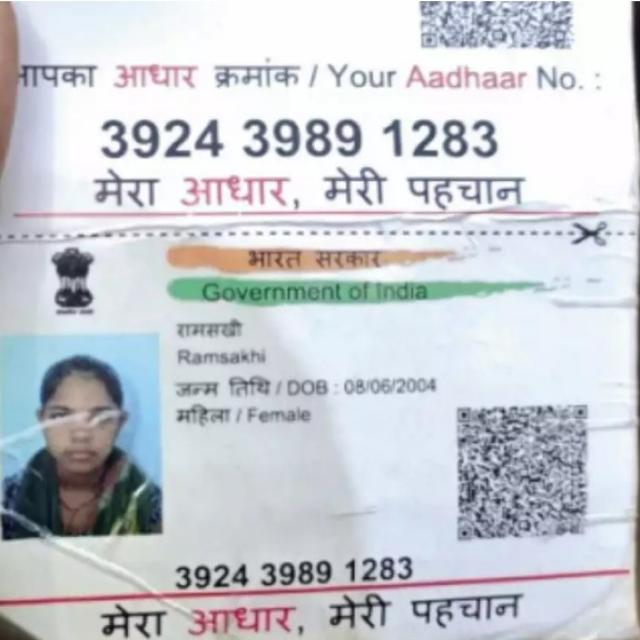 आपका आधार क्रमांक / Your Aadhaar No. :
3924 3989 1283
मेरा आधार, मेरी पहचान
भारत सरकार
Government of India
रामसखी
Ramsakhi
जन्म तिथि / DOB : 08/06/2004
महिला / Female
3924 3989 1283
मेरा आधार, मेरी पहचान